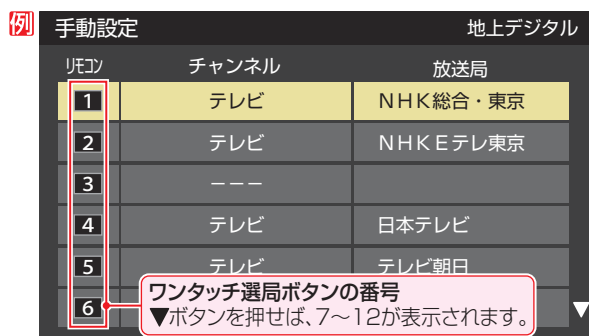 例
手動設定 地上デジタル
リモコン チャンネル 放送局
1 テレビ NHK総合・東京
2 テレビ NHKEテレ東京
3 −−−
4 テレビ 日本テレビ
5 テレビ テレビ朝日
6
ワンタッチ選局ボタンの番号
▼ボタンを押せば、7〜12が表示されます。
▼